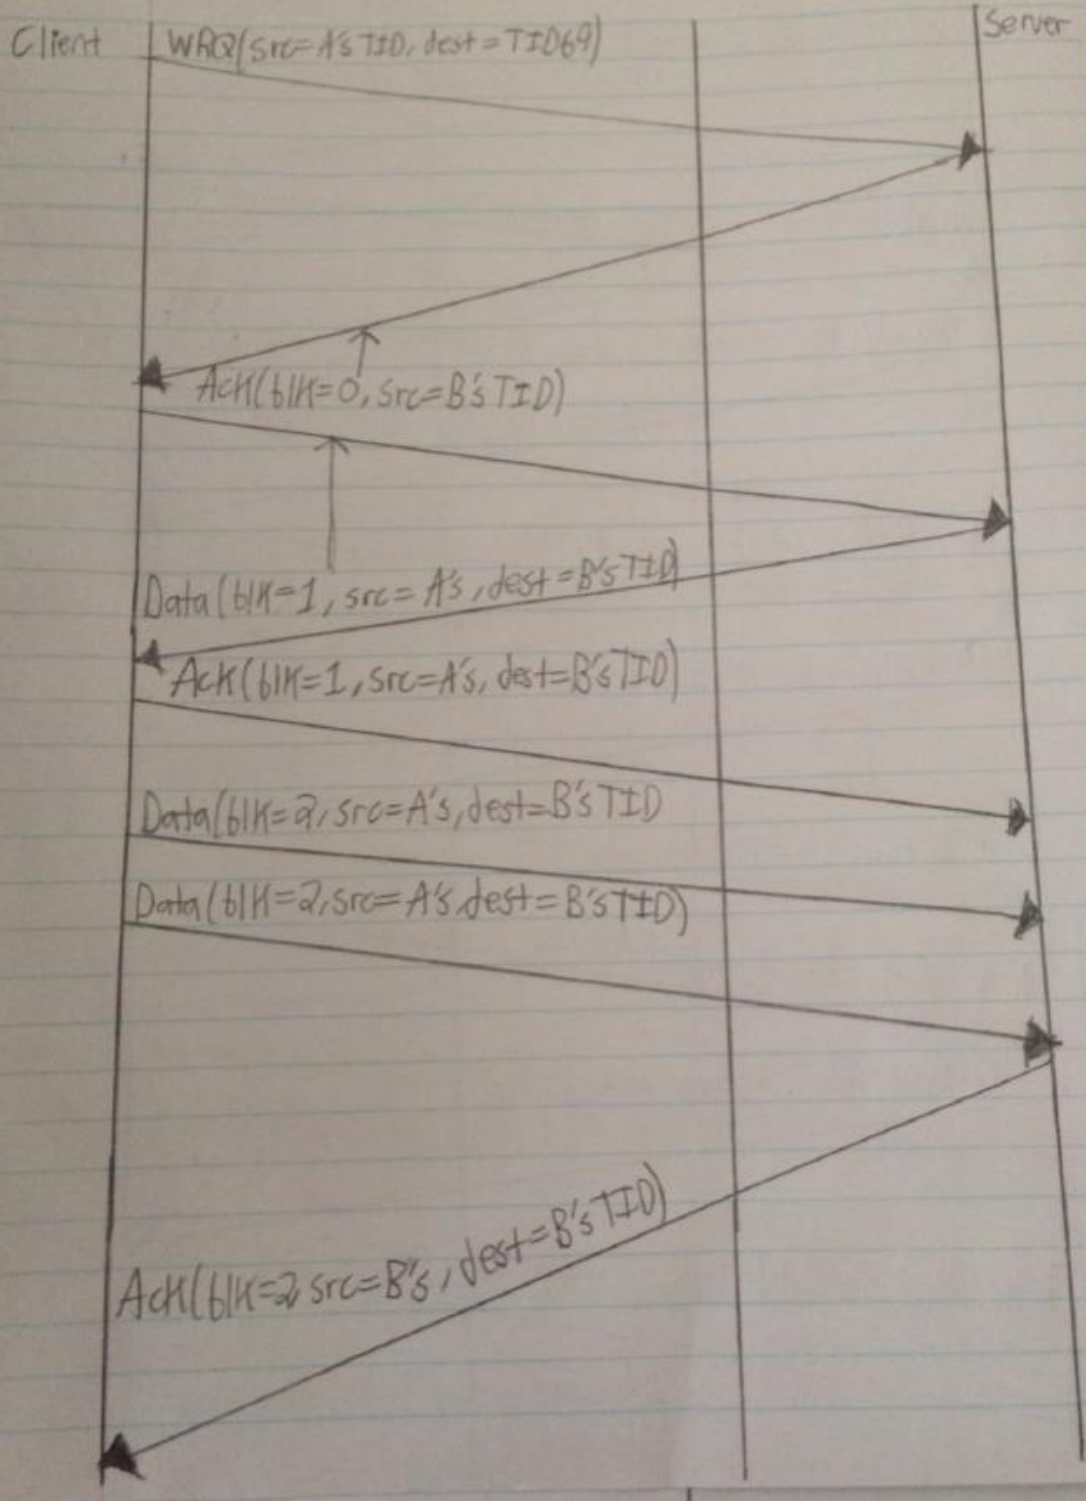 Client
WRQ(src=A's TID, dest=TID69)
Server
Ack(blk=0, src=B's TID)
Data(blk=1, src=A's, dest=B's TID)
Ack(blk=1, src=A's, dest=B's TID)
Data(blk=2, src=A's, dest=B's TID
Data(blk=2, src=A's, dest=B's TID)
Ack(blk=2, src=B's, dest=B's TID)